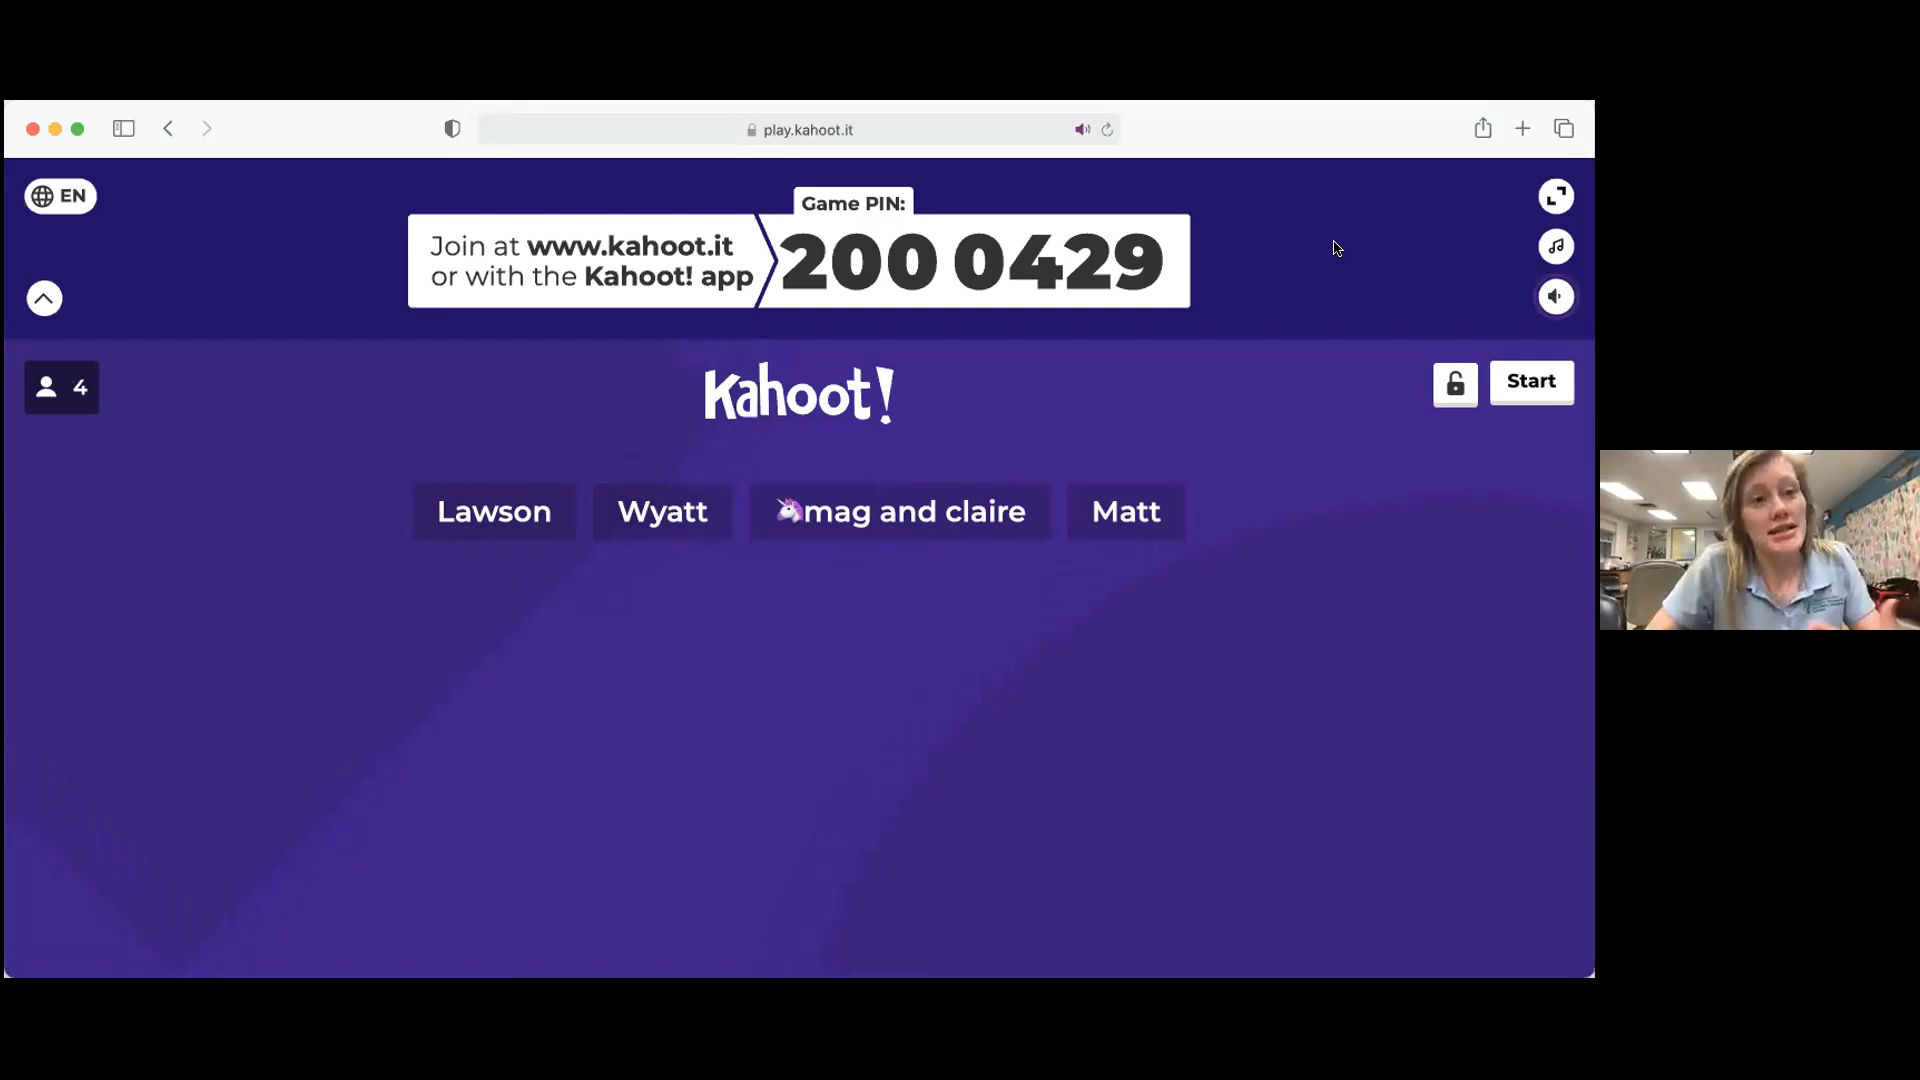 play.kahoot.it
EN
Game PIN:
Join at www.kahoot.it
or with the Kahoot! app
200 0429
4
Kahoot!
Start
Lawson
Wyatt
🦄mag and claire
Matt